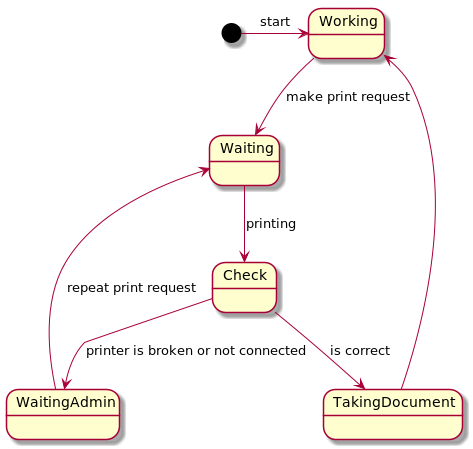 start
Working
make print request
Waiting
printing
Check
repeat print request
printer is broken or not connected
is correct
WaitingAdmin
TakingDocument